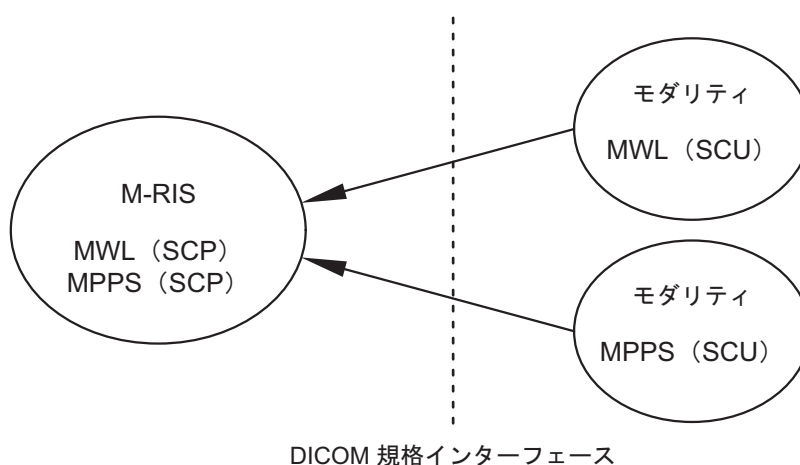 M-RIS
MWL（SCP）
MPPS（SCP）
モダリティ
MWL（SCU）
モダリティ
MPPS（SCU）
DICOM 規格インターフェース